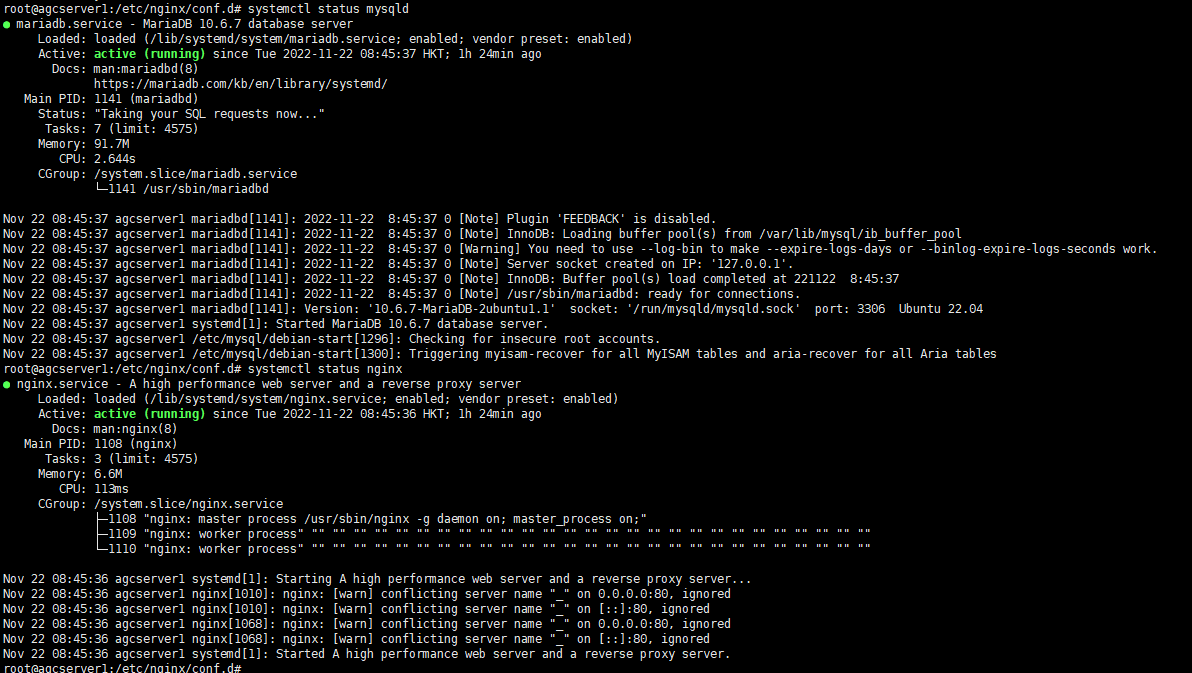 root@agcserver1:/etc/nginx/conf.d# systemctl status mysqld
● mariadb.service - MariaDB 10.6.7 database server
     Loaded: loaded (/lib/systemd/system/mariadb.service; enabled; vendor preset: enabled)
     Active: active (running) since Tue 2022-11-22 08:45:37 HKT; 1h 24min ago
       Docs: man:mariadbd(8)
             https://mariadb.com/kb/en/library/systemd/
   Main PID: 1141 (mariadbd)
     Status: "Taking your SQL requests now..."
      Tasks: 7 (limit: 4575)
     Memory: 91.7M
        CPU: 2.644s
     CGroup: /system.slice/mariadb.service
             └─1141 /usr/sbin/mariadbd

Nov 22 08:45:37 agcserver1 mariadbd[1141]: 2022-11-22  8:45:37 0 [Note] Plugin 'FEEDBACK' is disabled.
Nov 22 08:45:37 agcserver1 mariadbd[1141]: 2022-11-22  8:45:37 0 [Note] InnoDB: Loading buffer pool(s) from /var/lib/mysql/ib_buffer_pool
Nov 22 08:45:37 agcserver1 mariadbd[1141]: 2022-11-22  8:45:37 0 [Warning] You need to use --log-bin to make --expire-logs-days or --binlog-expire-logs-seconds work.
Nov 22 08:45:37 agcserver1 mariadbd[1141]: 2022-11-22  8:45:37 0 [Note] Server socket created on IP: '127.0.0.1'.
Nov 22 08:45:37 agcserver1 mariadbd[1141]: 2022-11-22  8:45:37 0 [Note] InnoDB: Buffer pool(s) load completed at 221122  8:45:37
Nov 22 08:45:37 agcserver1 mariadbd[1141]: 2022-11-22  8:45:37 0 [Note] /usr/sbin/mariadbd: ready for connections.
Nov 22 08:45:37 agcserver1 mariadbd[1141]: Version: '10.6.7-MariaDB-2ubuntu1.1'  socket: '/run/mysqld/mysqld.sock'  port: 3306  Ubuntu 22.04
Nov 22 08:45:37 agcserver1 systemd[1]: Started MariaDB 10.6.7 database server.
Nov 22 08:45:37 agcserver1 /etc/mysql/debian-start[1296]: Checking for insecure root accounts.
Nov 22 08:45:37 agcserver1 /etc/mysql/debian-start[1300]: Triggering myisam-recover for all MyISAM tables and aria-recover for all Aria tables
root@agcserver1:/etc/nginx/conf.d# systemctl status nginx
● nginx.service - A high performance web server and a reverse proxy server
     Loaded: loaded (/lib/systemd/system/nginx.service; enabled; vendor preset: enabled)
     Active: active (running) since Tue 2022-11-22 08:45:36 HKT; 1h 24min ago
       Docs: man:nginx(8)
   Main PID: 1108 (nginx)
      Tasks: 3 (limit: 4575)
     Memory: 6.6M
        CPU: 113ms
     CGroup: /system.slice/nginx.service
             ├─1108 "nginx: master process /usr/sbin/nginx -g daemon on; master_process on;"
             ├─1109 "nginx: worker process" "" "" "" "" "" "" "" "" "" "" "" "" "" "" "" "" "" "" "" "" "" "" "" "" "" "" ""
             └─1110 "nginx: worker process" "" "" "" "" "" "" "" "" "" "" "" "" "" "" "" "" "" "" "" "" "" "" "" "" "" "" ""

Nov 22 08:45:36 agcserver1 systemd[1]: Starting A high performance web server and a reverse proxy server...
Nov 22 08:45:36 agcserver1 nginx[1010]: nginx: [warn] conflicting server name "_" on 0.0.0.0:80, ignored
Nov 22 08:45:36 agcserver1 nginx[1010]: nginx: [warn] conflicting server name "_" on [::]:80, ignored
Nov 22 08:45:36 agcserver1 nginx[1068]: nginx: [warn] conflicting server name "_" on 0.0.0.0:80, ignored
Nov 22 08:45:36 agcserver1 nginx[1068]: nginx: [warn] conflicting server name "_" on [::]:80, ignored
Nov 22 08:45:36 agcserver1 systemd[1]: Started A high performance web server and a reverse proxy server.
root@agcserver1:/etc/nginx/conf.d#